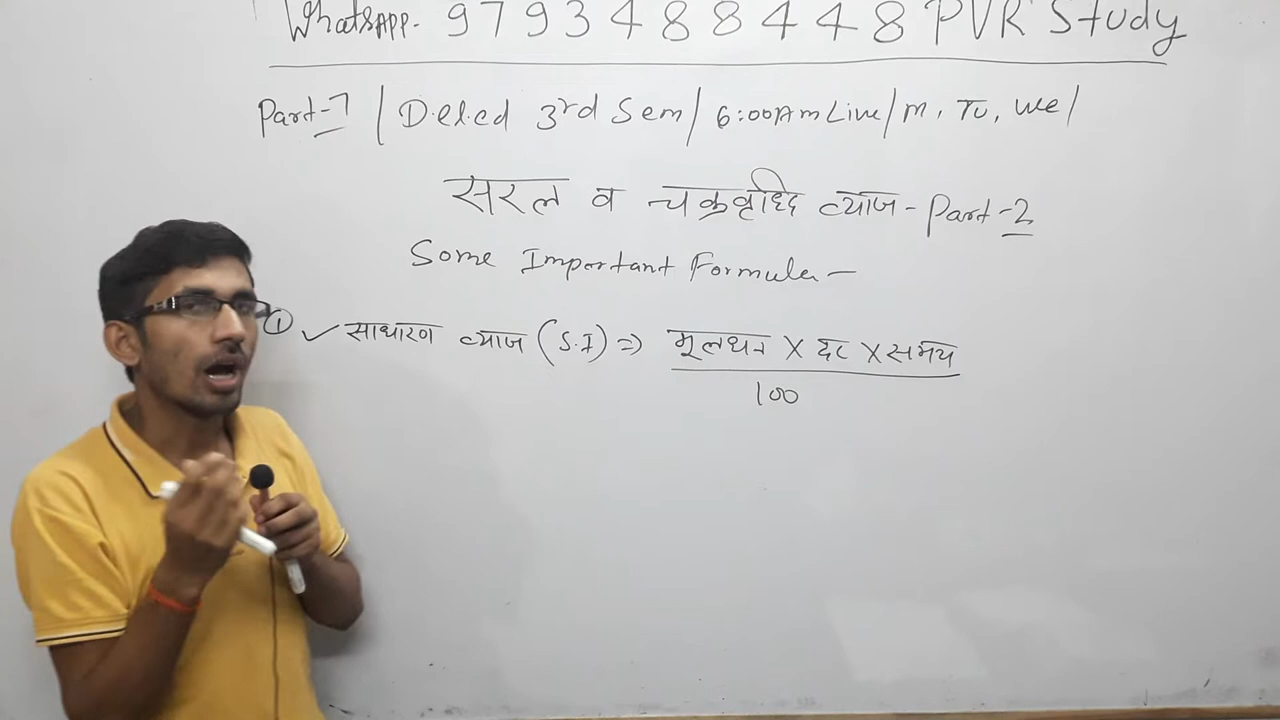 WhatsApp. 9793488448 PVR Study
Part-7 / D.el.ed 3rd Sem / 6:00Am Live / M, Tu, We /
सरल व चक्रवृध्दि व्याज - Part-2
Some Important Formula -
① ✓ साधारण व्याज (S.I) ⇒ मूलधन X दर X समय
100